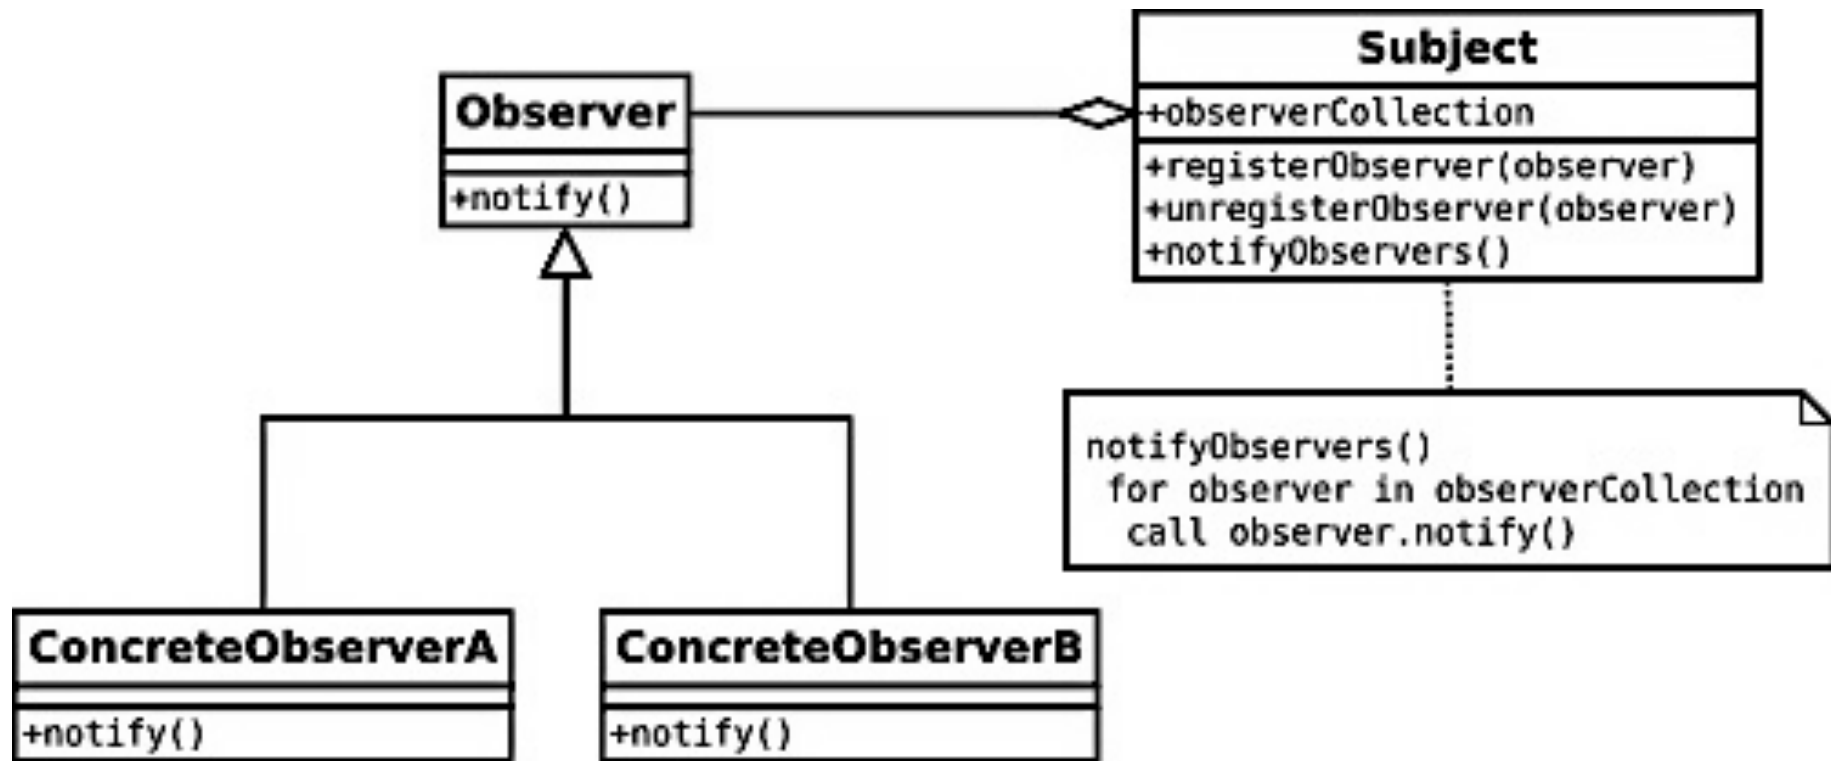 Subject
+observerCollection
+registerObserver(observer)
+unregisterObserver(observer)
+notifyObservers()
Observer
+notify()
notifyObservers()
for observer in observerCollection
call observer.notify()
ConcreteObserverA
+notify()
ConcreteObserverB
+notify()